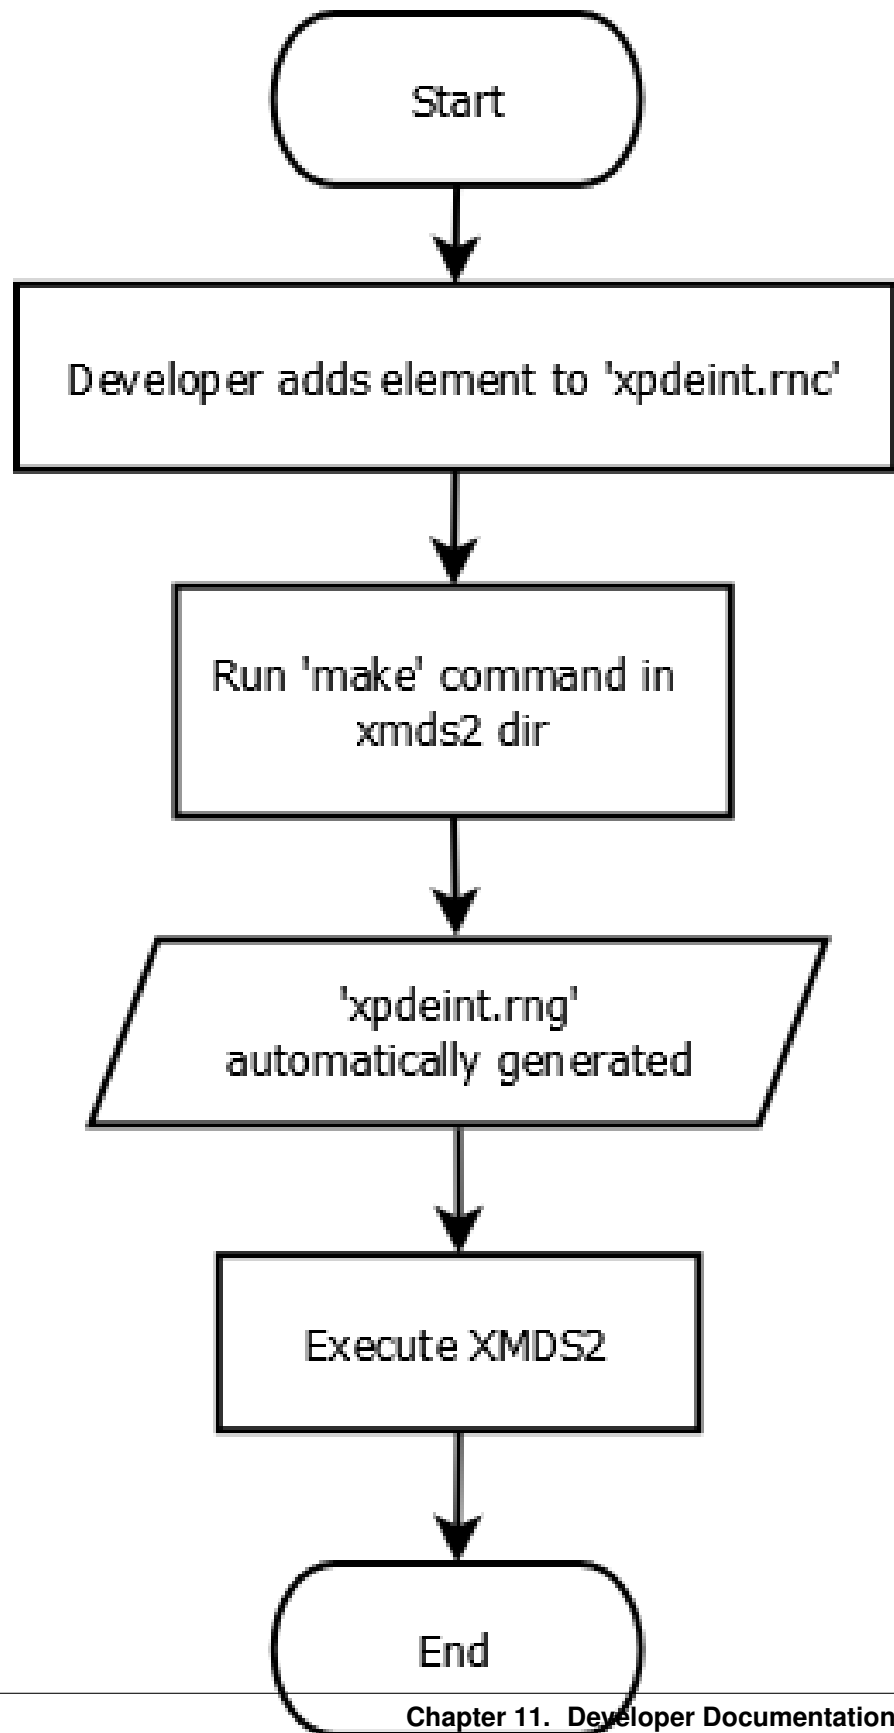 Start
Developer adds element to 'xpdeint.rnc'
Run 'make' command in
xmds2 dir
'xpdeint.rng'
automatically generated
Execute XMDS2
End
Chapter 11. Developer Documentation